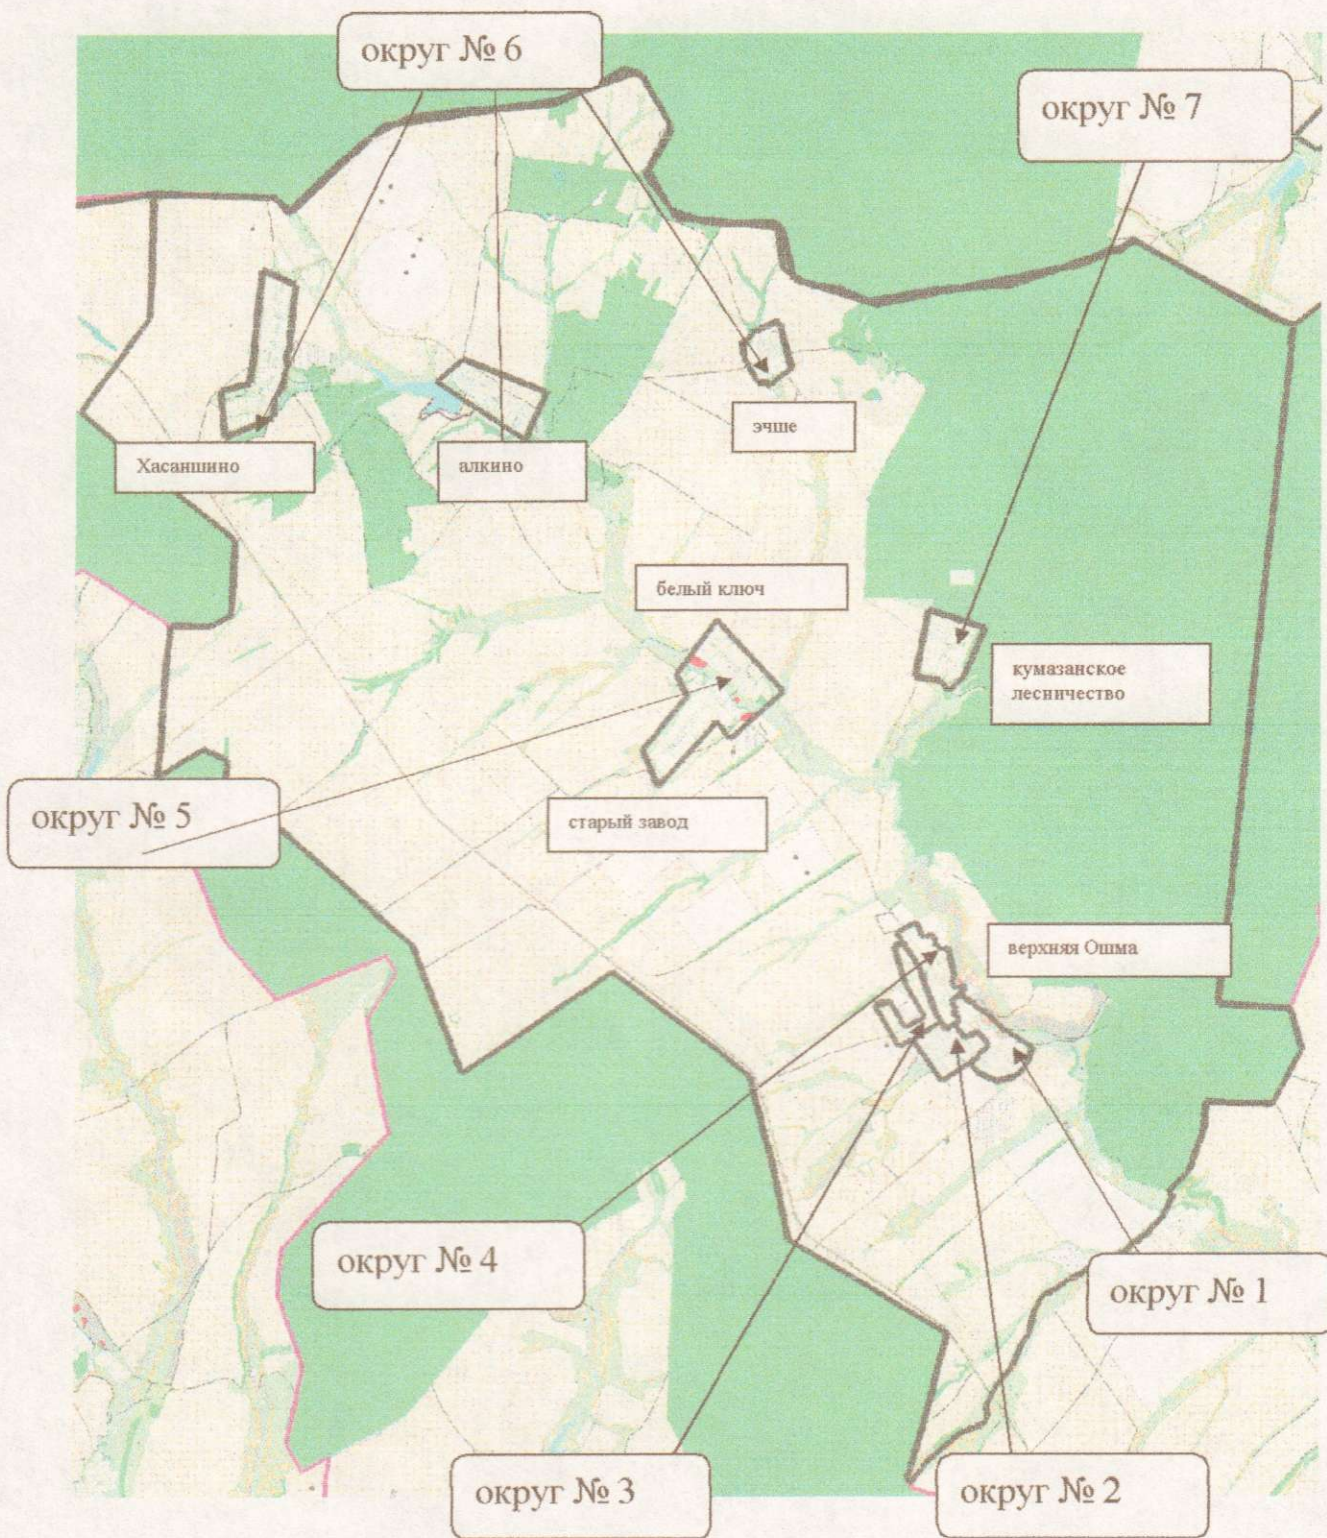 округ № 6
округ № 7
эчше
Хасаншино
алкино
белый ключ
кумазанское
лесничество
округ № 5
старый завод
верхняя Ошма
округ № 4
округ № 1
округ № 3
округ № 2